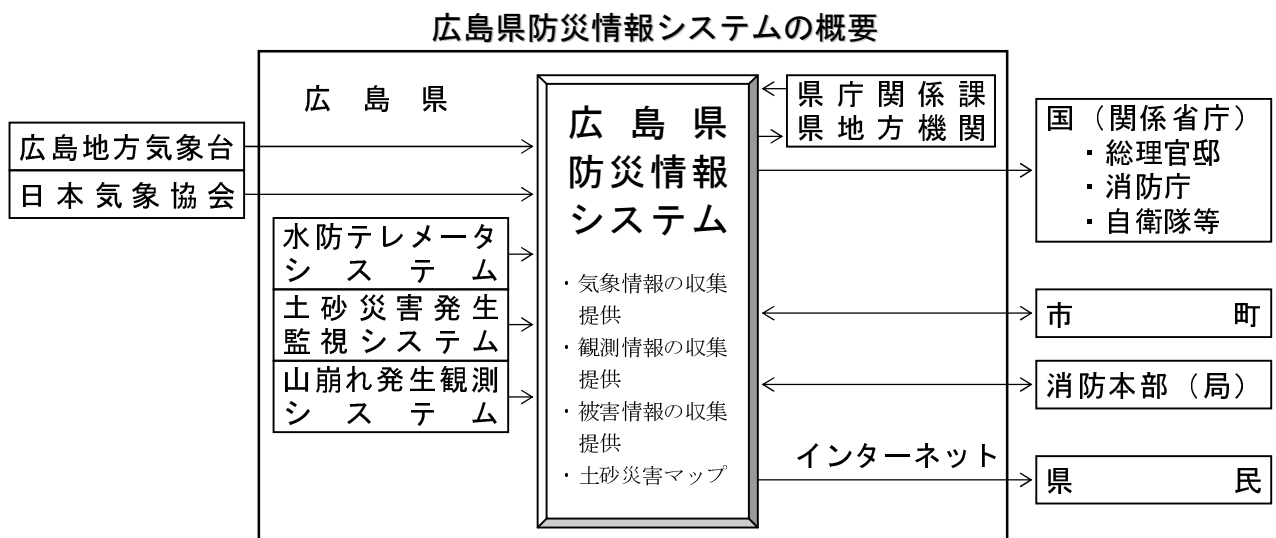 広島県防災情報システムの概要
広島県
広島地方気象台
日本気象協会
水防テレメータ
システム
土砂災害発生
監視システム
山崩れ発生観測
システム
広島県
防災情報
システム
・気象情報の収集
提供
・観測情報の収集
提供
・被害情報の収集
提供
・土砂災害マップ
県庁関係課
県地方機関
国（関係省庁）
・総理官邸
・消防庁
・自衛隊等
市町
消防本部（局）
インターネット
県民